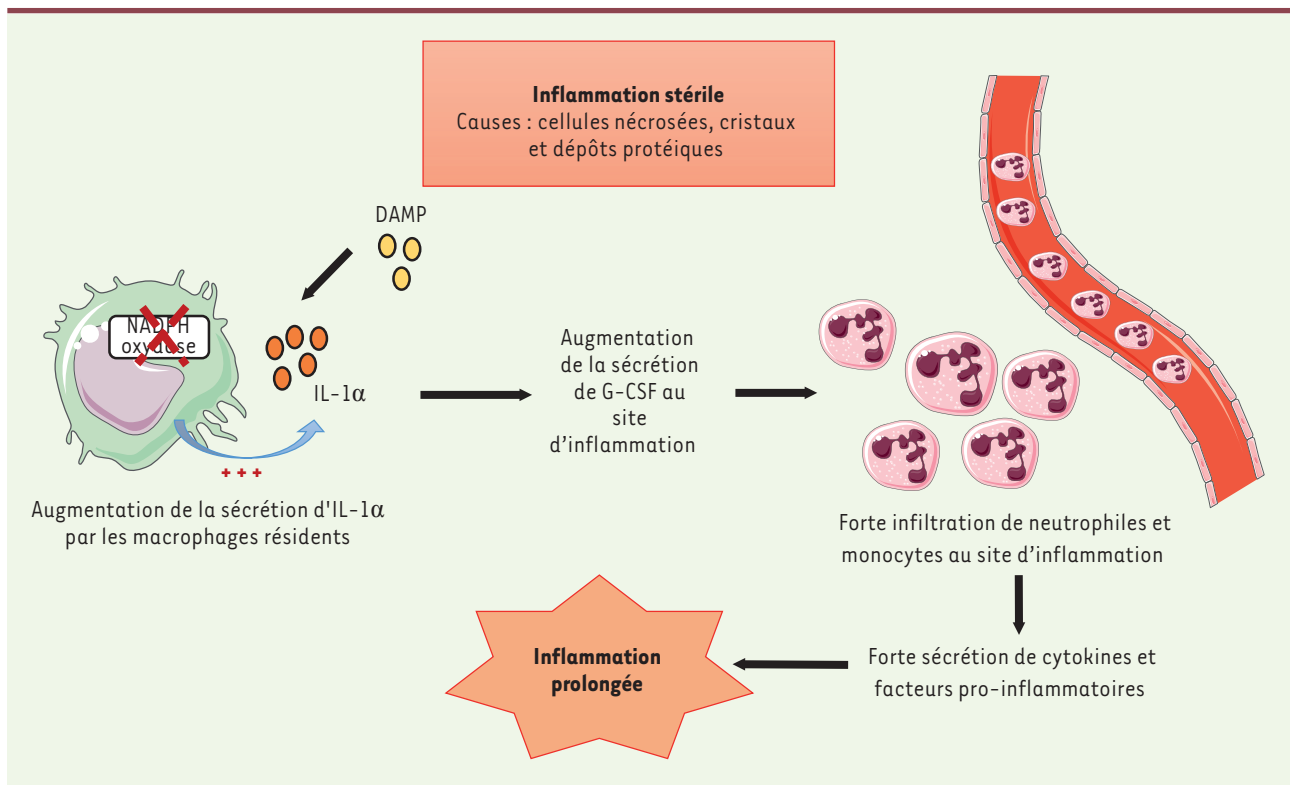 Inflammation stérile
Causes : cellules nécrosées, cristaux
et dépôts protéiques
DAMP
NADPH
oxydase
IL-1α
+ + +
Augmentation de la sécrétion d'IL-1α
par les macrophages résidents
Augmentation
de la sécrétion
de G-CSF au
site
d’inflammation
Forte infiltration de neutrophiles et
monocytes au site d’inflammation
Forte sécrétion de cytokines et
facteurs pro-inflammatoires
Inflammation
prolongée